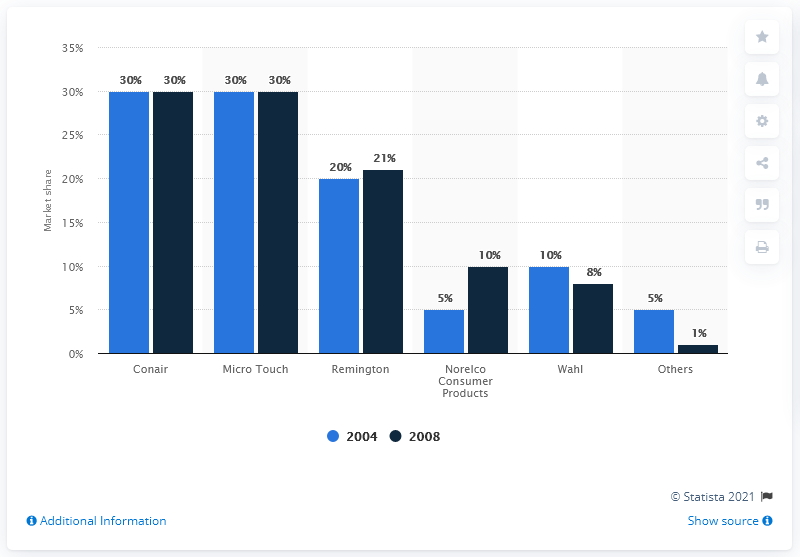 35%
30%
25%
20%
15%
10%
5%
0%
Market share
30% 30% 30% 30% 20% 21% 5% 10% 10% 8% 5% 1%
Conair Micro Touch Remington Norelco Wahl Others
Consumer
Products
2004 2008
© Statista 2021
Additional Information Show source